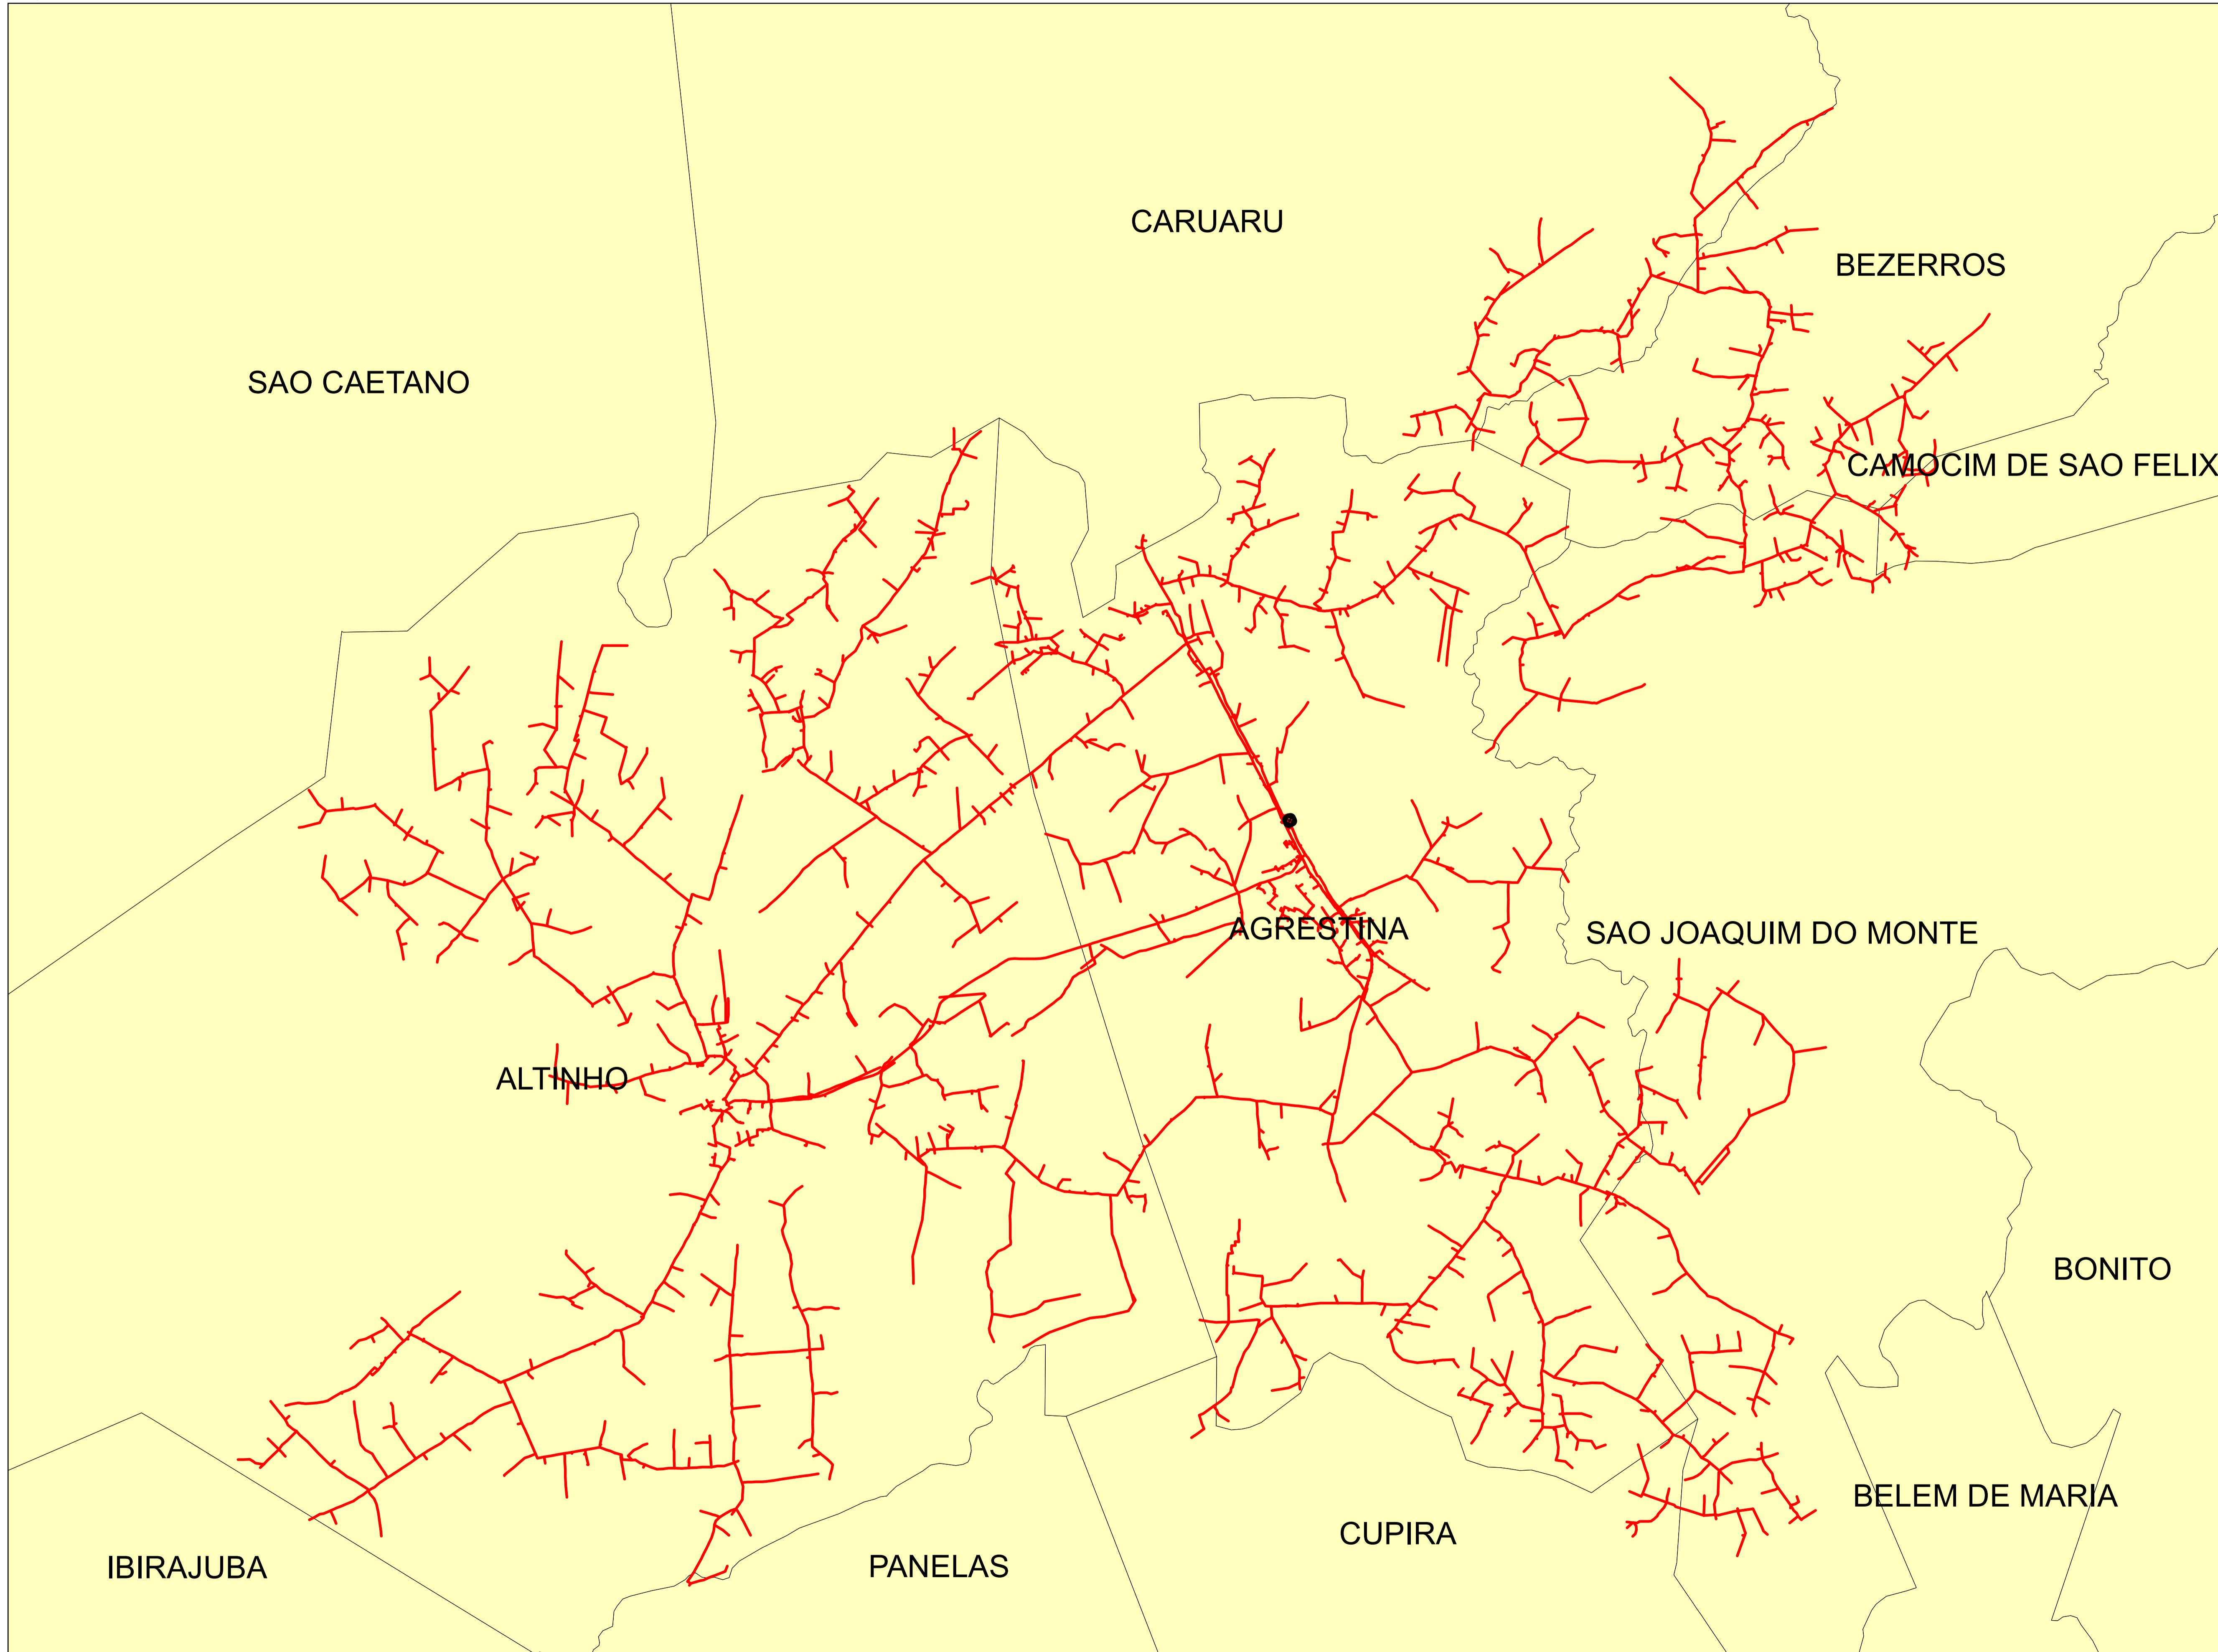 CARUARU
BEZERROS
SAO CAETANO
CAMOCIM DE SAO FELIX
AGRESTINA
SAO JOAQUIM DO MONTE
ALTINHO
BONITO
BELEM DE MARIA
CUPIRA
IBIRAJUBA
PANELAS